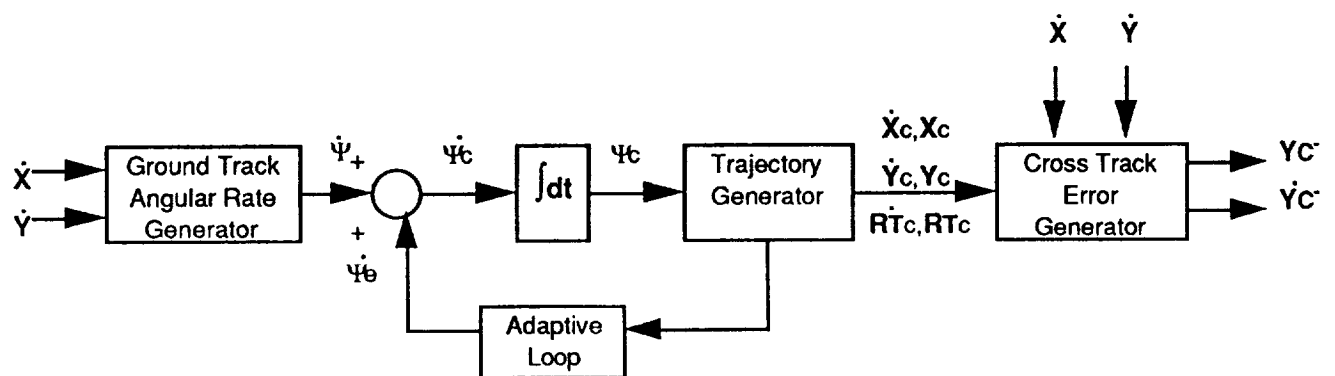 Ẋ Ẏ
Ẋ
Ẏ
Ground Track
Angular Rate
Generator
Ψ̇ +
+
Ψ̇e
Ψ̇c
∫dt
Ψc
Trajectory
Generator
Ẋc, Xc
Ẏc, Yc
RṪc, RTc
Cross Track
Error
Generator
Yc-
Ẏc-
Adaptive
Loop